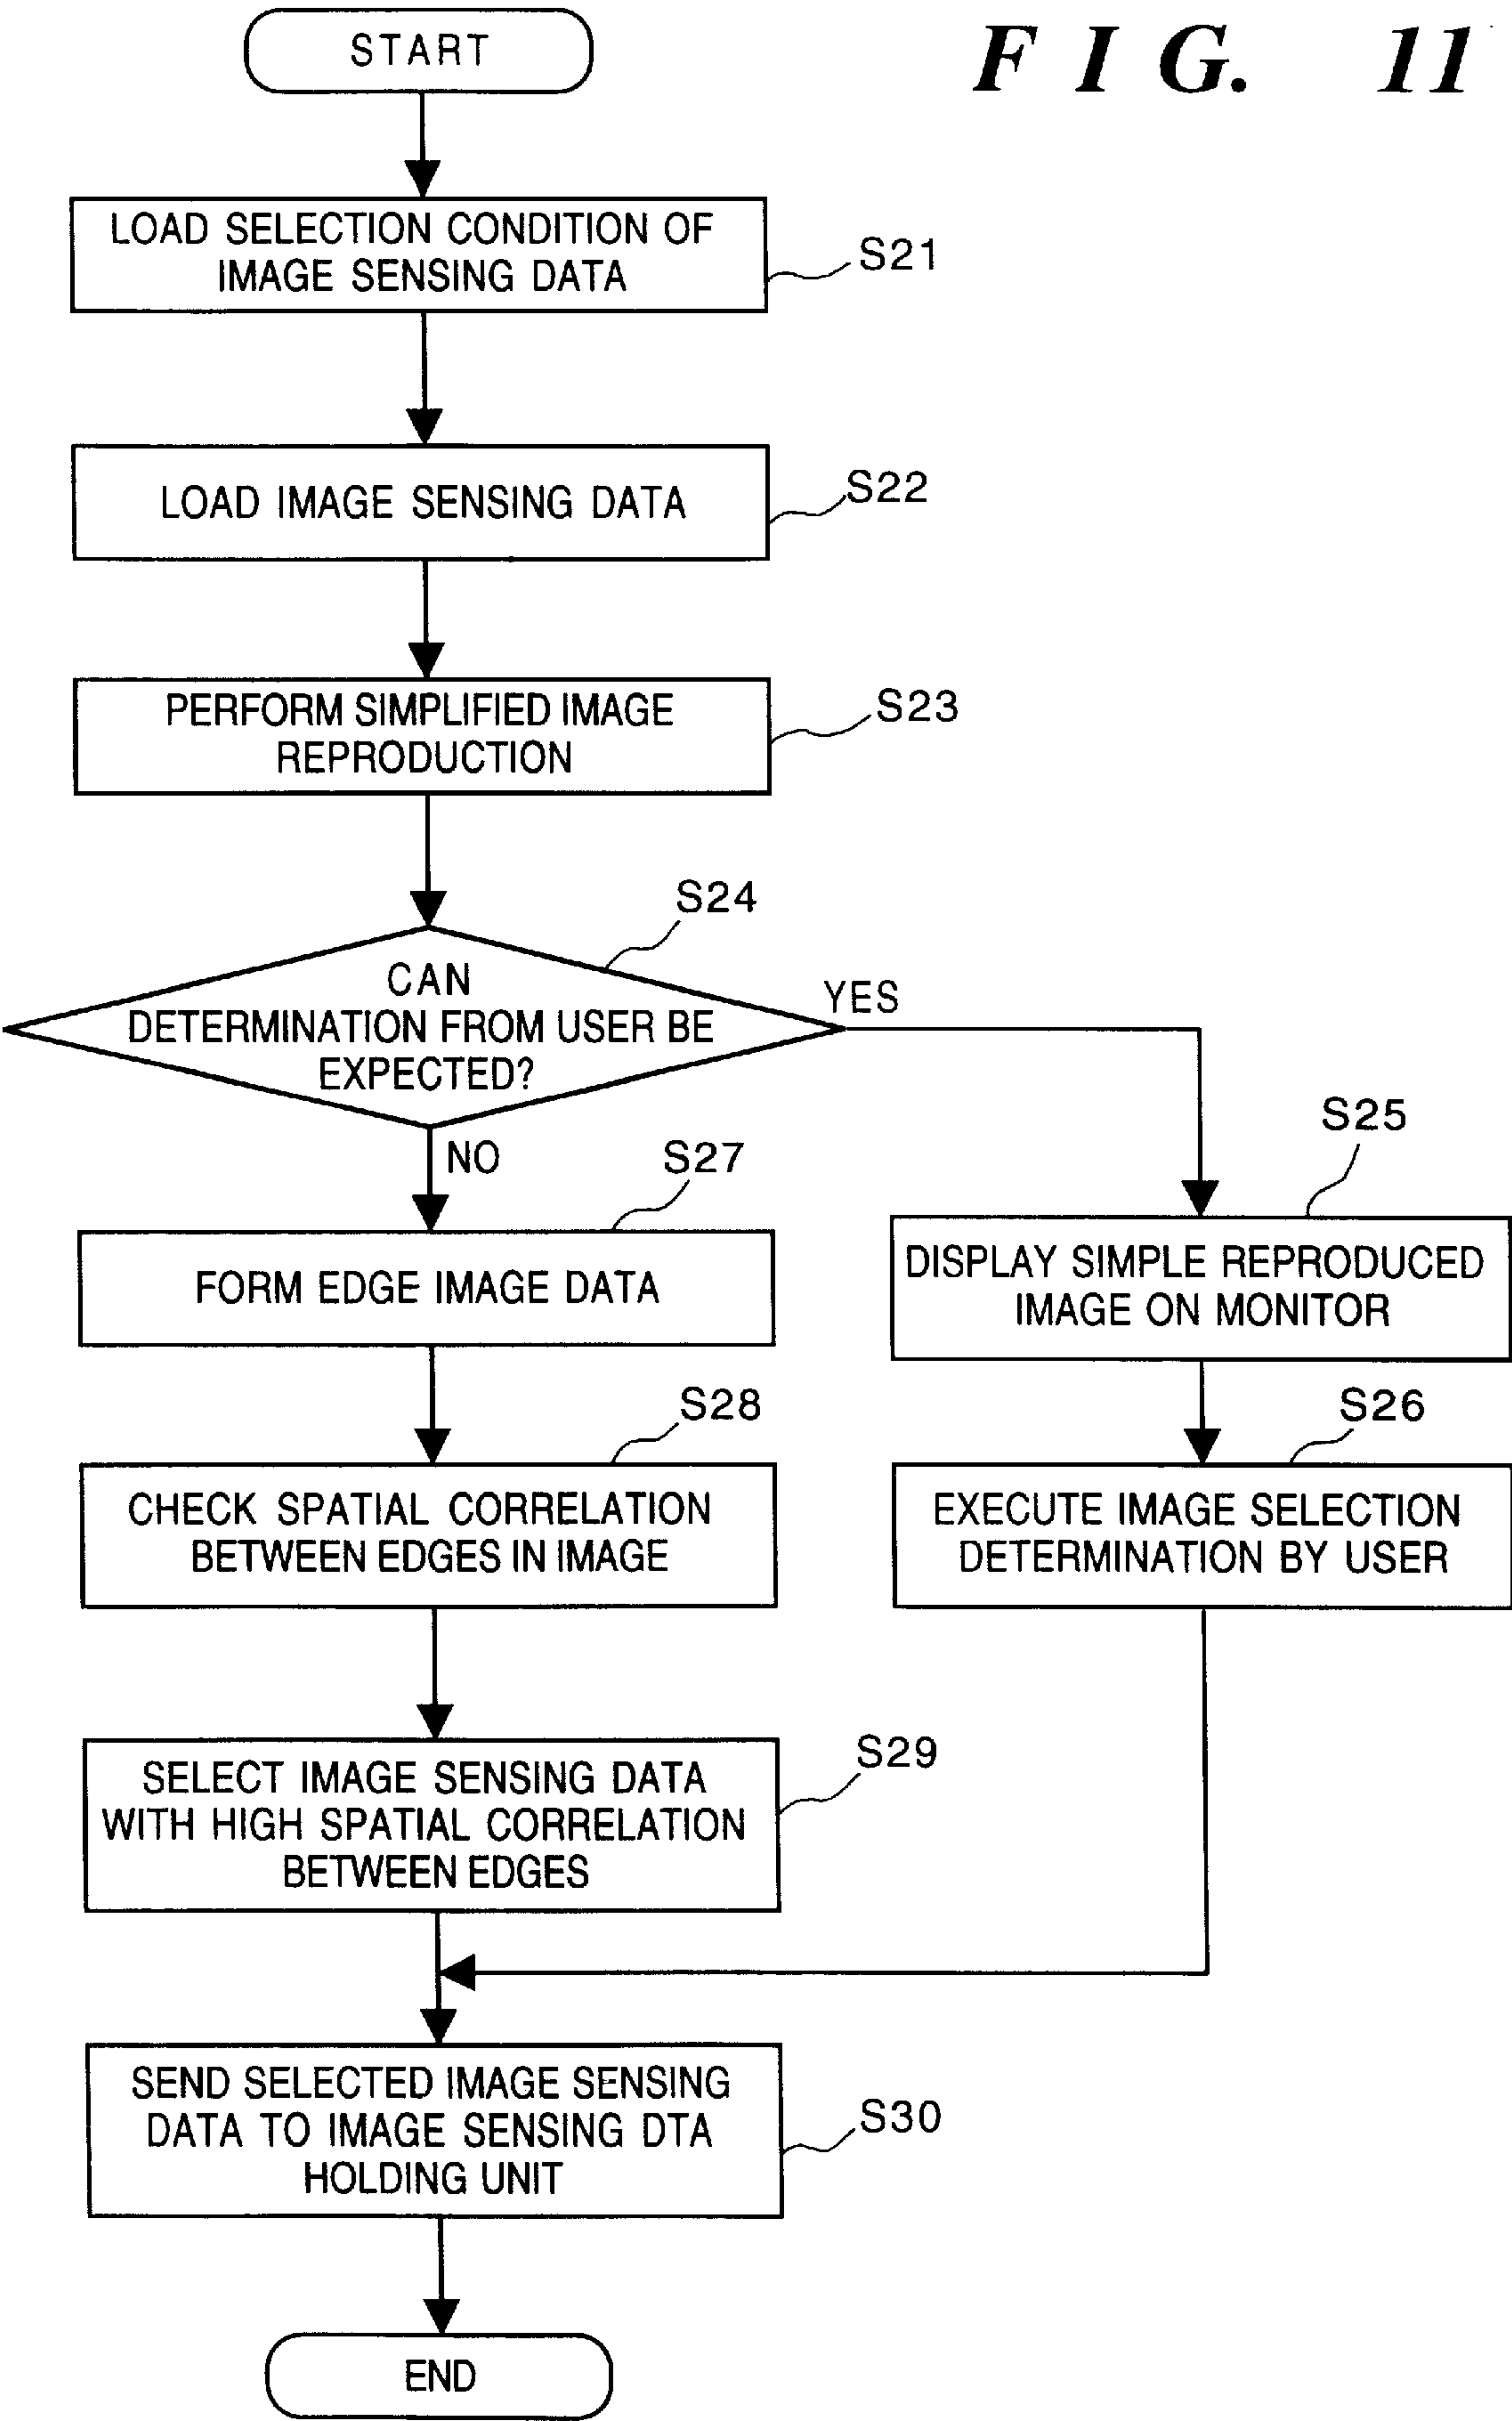 START
FIG. 11
LOAD SELECTION CONDITION OF
IMAGE SENSING DATA
S21
LOAD IMAGE SENSING DATA
S22
PERFORM SIMPLIFIED IMAGE
REPRODUCTION
S23
S24
CAN
DETERMINATION FROM USER BE
EXPECTED?
YES
NO
S27
FORM EDGE IMAGE DATA
S25
DISPLAY SIMPLE REPRODUCED
IMAGE ON MONITOR
S28
CHECK SPATIAL CORRELATION
BETWEEN EDGES IN IMAGE
S26
EXECUTE IMAGE SELECTION
DETERMINATION BY USER
SELECT IMAGE SENSING DATA
WITH HIGH SPATIAL CORRELATION
BETWEEN EDGES
S29
SEND SELECTED IMAGE SENSING
DATA TO IMAGE SENSING DTA
HOLDING UNIT
S30
END